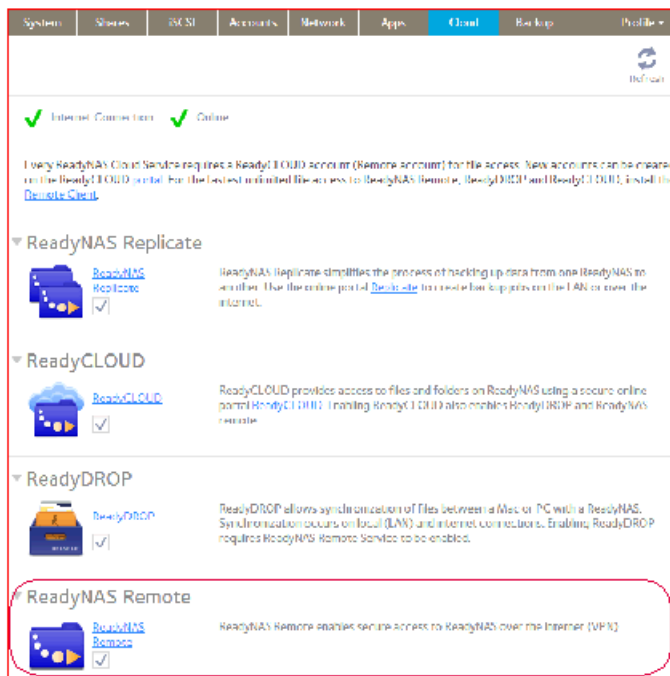 System Shares iSCSI Accounts Network Apps Cloud Backup Profile
Refresh
Internet Connection Online
Every ReadyNAS Cloud Service requires a ReadyCLOUD account (Remote account) for file access. New accounts can be create
on the ReadyCLOUD portal. For the fastest unlimited file access to ReadyNAS Remote, ReadyDROP and ReadyCLOUD, install th
Remote Client.
ReadyNAS Replicate
ReadyNAS
Replicate
ReadyNAS Replicate simplifies the process of backing up data from one ReadyNAS to
another. Use the online portal Replicate to create backup jobs on the LAN or over the
internet.
ReadyCLOUD
ReadyCLOUD
ReadyCLOUD provides access to files and folders on ReadyNAS using a secure online
portal ReadyCLOUD. Enabling ReadyCLOUD also enables ReadyDROP and ReadyNAS
remote.
ReadyDROP
ReadyDROP
ReadyDROP allows synchronization of files between a Mac or PC with a ReadyNAS.
Synchronization occurs on local (LAN) and internet connections. Enabling ReadyDROP
requires ReadyNAS Remote Service to be enabled.
ReadyNAS Remote
ReadyNAS
Remote
ReadyNAS Remote enables secure access to ReadyNAS over the Internet (VPN)